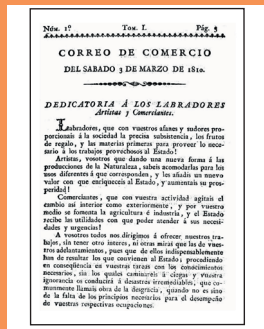 Núm. 1º Tom. I. Pág. 3
CORREO DE COMERCIO
DEL SABADO 3 DE MARZO DE 1810.
DEDICATORIA Á LOS LABRADORES
Artistas y Comerciantes.
Labradores, que con vuestros afanes y sudores pro-
porcionais á la sociedad la precisa subsistencia, los frutos
de regalo, y las materias primeras para proveer lo nece-
sario á los trabajos provechosos al Estado!
Artistas, vosotros que dando una nueva forma á las
producciones de la Naturaleza, sabeis acomodarlas para los
usos diferentes á que corresponden, y les añadis un nuevo
valor con que enriqueceis al Estado, y aumentais su pros-
peridad!
Comerciantes, que con vuestra actividad agitais el
cambio asi interior como exteriormente, y por vuestro
medio se fomenta la agricultura é industria, y el Estado
recibe las utilidades con que poder atender á sus necesi-
dades y urgencias!
A vosotros todos nos dirigimos á ofrecer, nuestros tra-
bajos, sin tener otro interes, ni otras miras que las de vues-
tros adelantamientos, pues que de ellos indispensablemente
han de resultar los que convienen al Estado; procediendo
en conseqüencia es vuestras tareas con los conocimientos
necesarios, sin los quales caminareis á ciegas y vuestra
ignorancia os conducirá á desastres irremediables, que co-
munmente llamais obra de la desgracia, quando no es sino
de la falta de los principios necesarios para el desempeño
de vuestras respectivas ocupaciones.